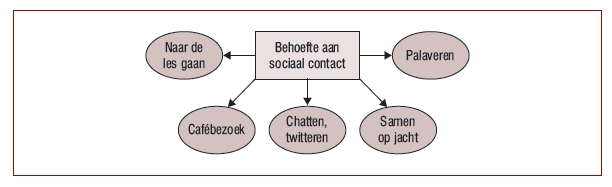 Naar de
les gaan
Behoefte aan
sociaal contact
Palaveren
Cafébezoek
Chatten,
twitteren
Samen
op jacht